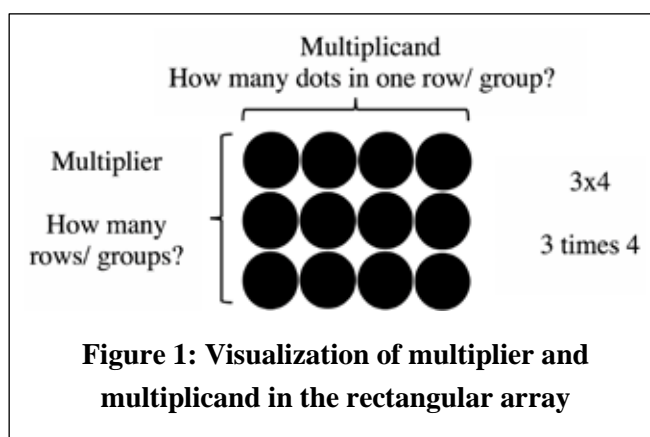 Multiplicand
How many dots in one row/ group?
Multiplier
How many
rows/ groups?
3x4
3 times 4
Figure 1: Visualization of multiplier and
multiplicand in the rectangular array